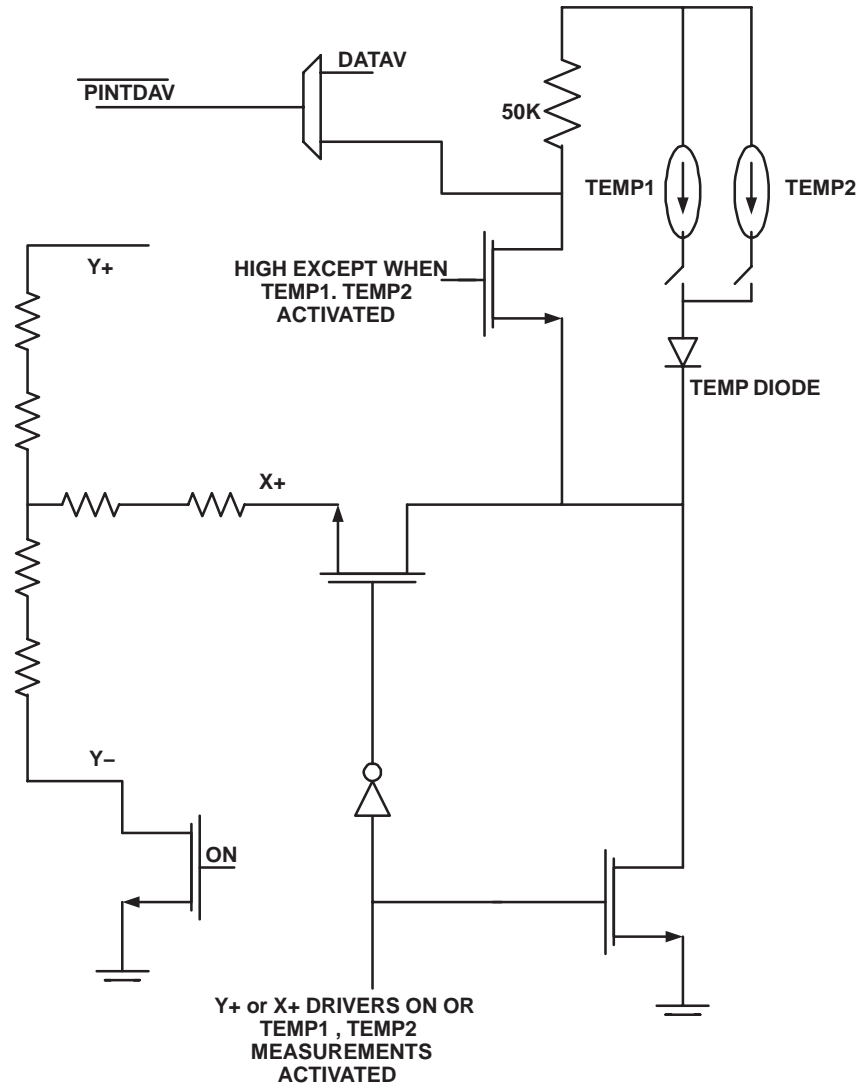 DATAV
PINTDAV
50K
TEMP1
TEMP2
Y+
HIGH EXCEPT WHEN
TEMP1. TEMP2
ACTIVATED
TEMP DIODE
X+
Y−
ON
Y+ or X+ DRIVERS ON OR
TEMP1 , TEMP2
MEASUREMENTS
ACTIVATED